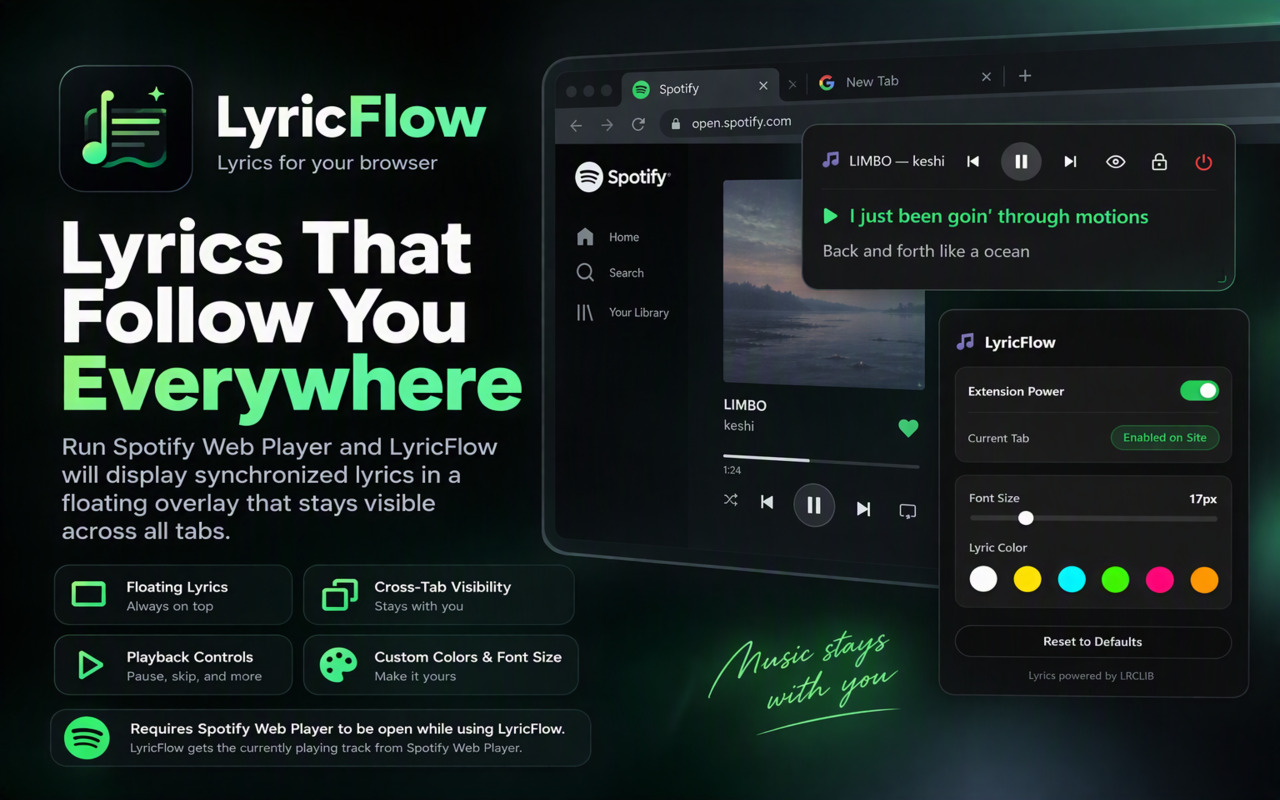 LyricFlow
Lyrics for your browser
Lyrics That
Follow You
Everywhere
Run Spotify Web Player and LyricFlow
will display synchronized lyrics in a
floating overlay that stays visible
across all tabs.
Floating Lyrics
Always on top
Cross-Tab Visibility
Stays with you
Playback Controls
Pause, skip, and more
Custom Colors & Font Size
Make it yours
Requires Spotify Web Player to be open while using LyricFlow.
LyricFlow gets the currently playing track from Spotify Web Player.
Spotify
New Tab
open.spotify.com
Spotify
Home
Search
Your Library
LIMBO
keshi
1:24
LIMBO — keshi
I just been goin' through motions
Back and forth like a ocean
LyricFlow
Extension Power
Current Tab
Enabled on Site
Font Size
17px
Lyric Color
Reset to Defaults
Lyrics powered by LRCLIB
Music stays
with you